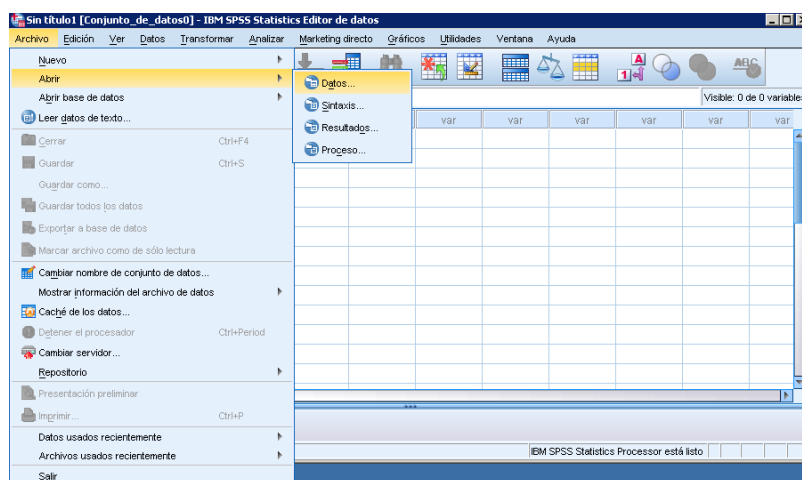 Sin título1 [Conjunto_de_datos0] - IBM SPSS Statistics Editor de datos
Archivo Edición Ver Datos Transformar Analizar Marketing directo Gráficos Utilidades Ventana Ayuda
Nuevo
Abrir
Abrir base de datos
Leer datos de texto...
Cerrar Ctrl+F4
Guardar Ctrl+S
Guardar como...
Guardar todos los datos
Exportar a base de datos
Marcar archivo como de sólo lectura
Cambiar nombre de conjunto de datos...
Mostrar información del archivo de datos
Caché de los datos...
Detener el procesador Ctrl+Period
Cambiar servidor...
Repositorio
Presentación preliminar
Imprimir... Ctrl+P
Datos usados recientemente
Archivos usados recientemente
Salir
Datos...
Sintaxis...
Resultados...
Proceso...
1 A ABC
Visible: 0 de 0 variables
var var var var var var
IBM SPSS Statistics Processor está listo